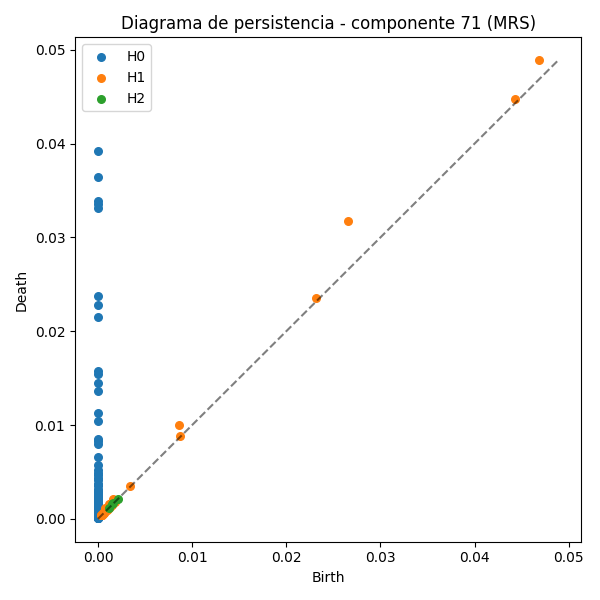 Diagrama de persistencia - componente 71 (MRS)
H0
H1
H2
Death
0.05
0.04
0.03
0.02
0.01
0.00
0.00 0.01 0.02 0.03 0.04 0.05
Birth